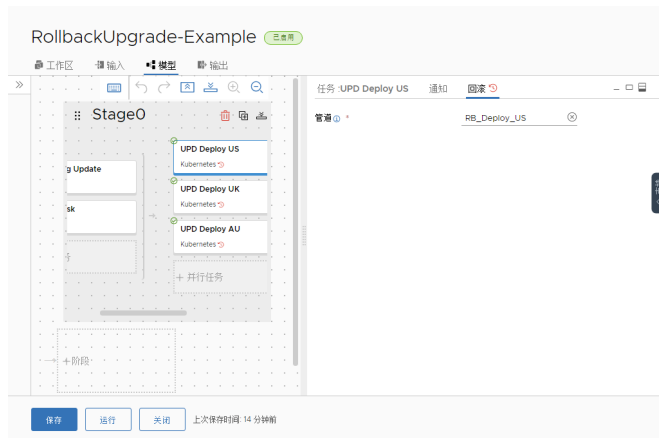 RollbackUpgrade-Example 已启用
工作区 输入 模型 输出
任务 :UPD Deploy US 通知 回滚
Stage0
管道 * RB_Deploy_US
UPD Deploy US
Kubernetes
g Update
UPD Deploy UK
Kubernetes
sk
UPD Deploy AU
Kubernetes
+ 并行任务
+阶段
保存 运行 关闭 上次保存时间: 14 分钟前